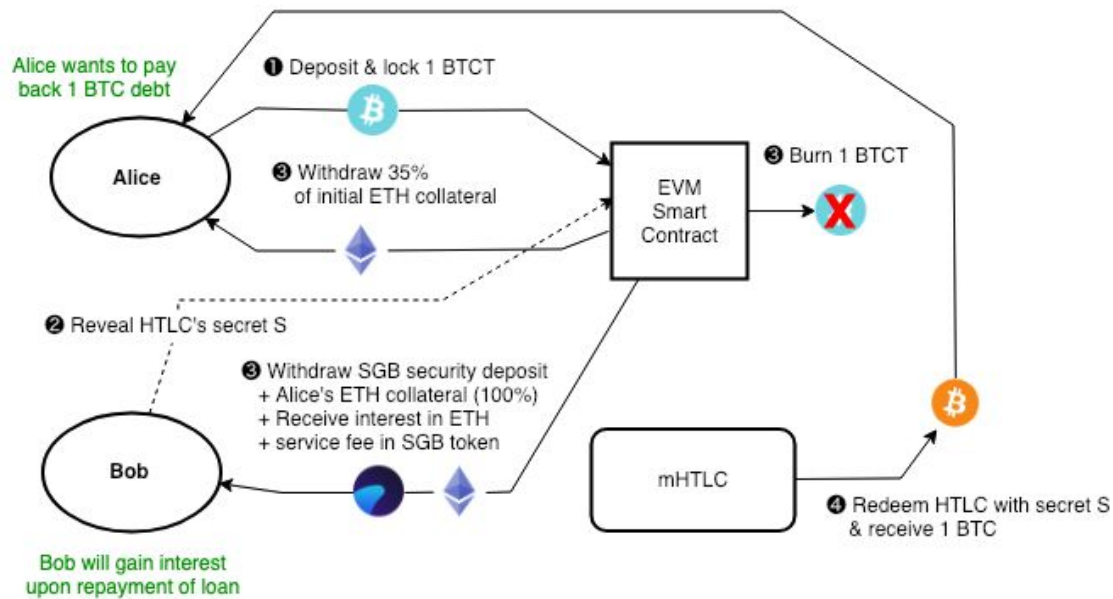 Alice wants to pay
back 1 BTC debt
Alice
❶ Deposit & lock 1 BTCT
❸ Withdraw 35%
of initial ETH collateral
EVM
Smart
Contract
❸ Burn 1 BTCT
X
❷ Reveal HTLC's secret S
❸ Withdraw SGB security deposit
+ Alice's ETH collateral (100%)
+ Receive interest in ETH
+ service fee in SGB token
Bob
Bob will gain interest
upon repayment of loan
mHTLC
❹ Redeem HTLC with secret S
& receive 1 BTC